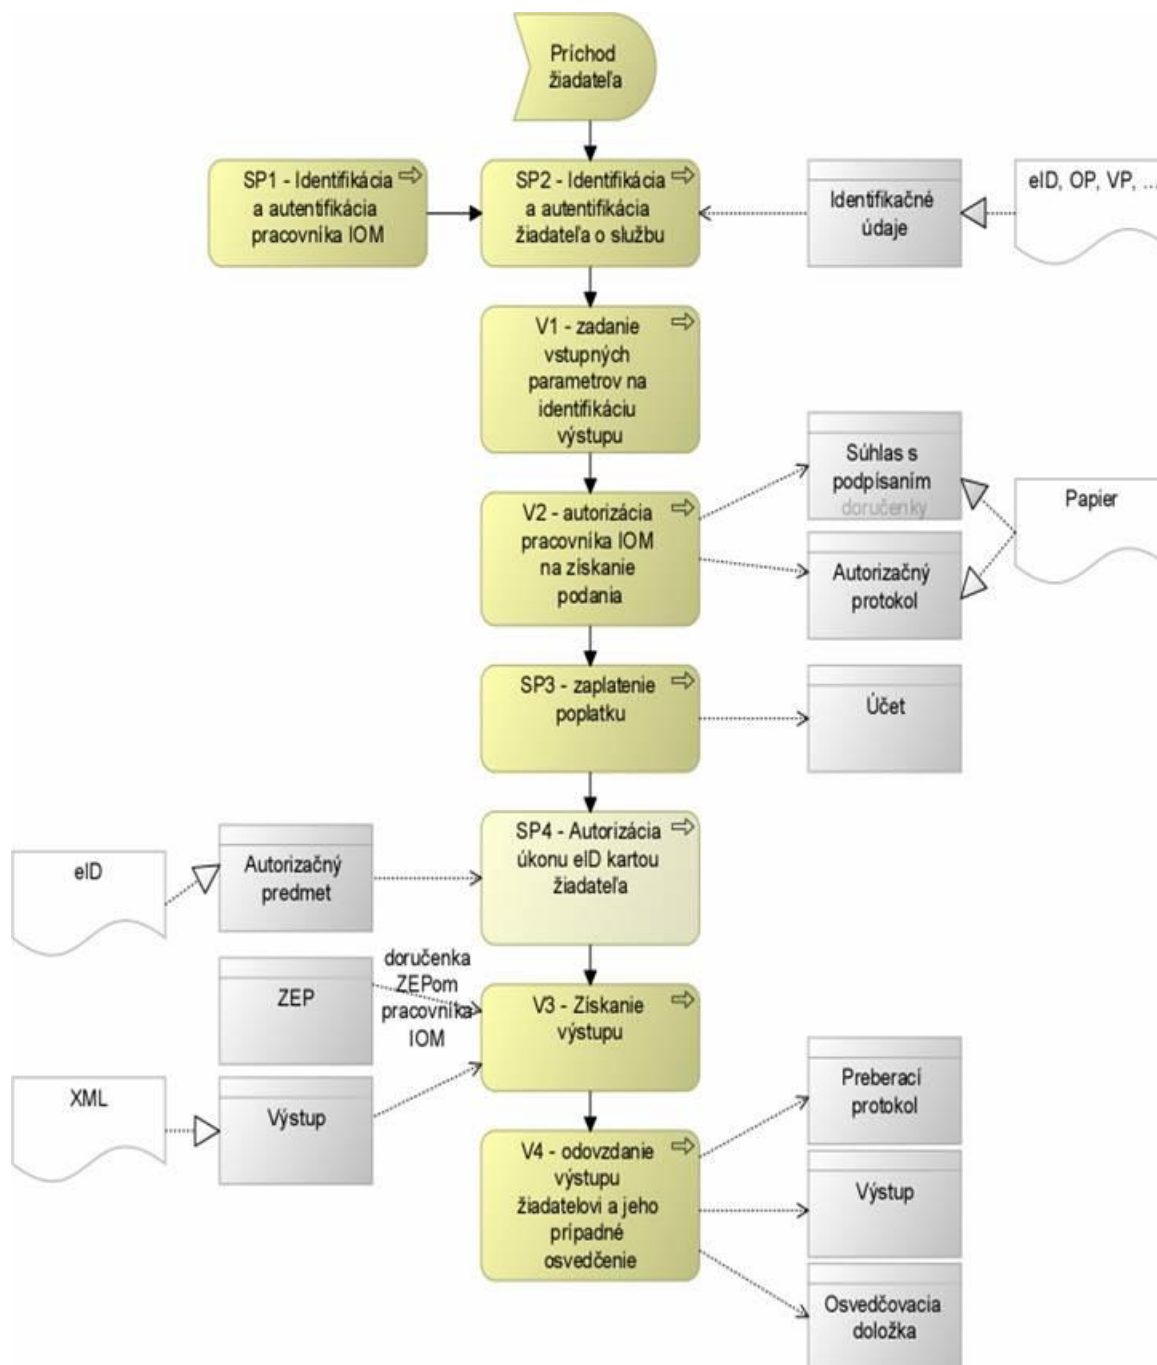 Príchod
žiadateľa
SP1 - Identifikácia
a autentifikácia
pracovníka IOM
SP2 - Identifikácia
a autentifikácia
žiadateľa o službu
Identifikačné
údaje
eID, OP, VP, ...
V1 - zadanie
vstupných
parametrov na
identifikáciu
výstupu
V2 - autorizácia
pracovníka IOM
na získanie
podania
Súhlas s
podpísaním
doručenky
Papier
Autorizačný
protokol
SP3 - zaplatenie
poplatku
Účet
SP4 - Autorizácia
úkonu eID kartou
žiadateľa
Autorizačný
predmet
eID
doručenka
ZEPom
pracovníka
IOM
ZEP
V3 - Získanie
výstupu
XML
Výstup
V4 - odovzdanie
výstupu
žiadatelovi a jeho
prípadné
osvedčenie
Preberací
protokol
Výstup
Osvedčovacia
doložka